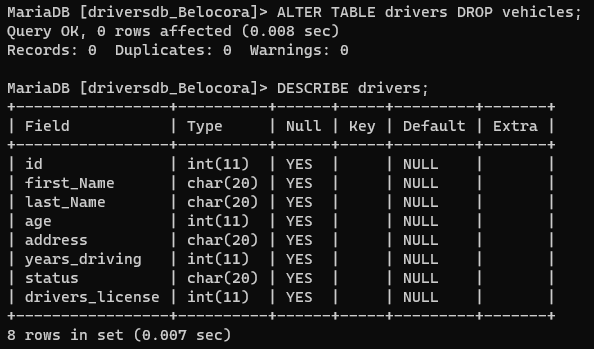 MariaDB [driversdb_Belocora]> ALTER TABLE drivers DROP vehicles;
Query OK, 0 rows affected (0.008 sec)
Records: 0  Duplicates: 0  Warnings: 0

MariaDB [driversdb_Belocora]> DESCRIBE drivers;
+-----------------+----------+------+-----+---------+-------+
| Field           | Type     | Null | Key | Default | Extra |
+-----------------+----------+------+-----+---------+-------+
| id              | int(11)  | YES  |     | NULL    |       |
| first_Name      | char(20) | YES  |     | NULL    |       |
| last_Name       | char(20) | YES  |     | NULL    |       |
| age             | int(11)  | YES  |     | NULL    |       |
| address         | char(20) | YES  |     | NULL    |       |
| years_driving   | int(11)  | YES  |     | NULL    |       |
| status          | char(20) | YES  |     | NULL    |       |
| drivers_license | int(11)  | YES  |     | NULL    |       |
+-----------------+----------+------+-----+---------+-------+
8 rows in set (0.007 sec)